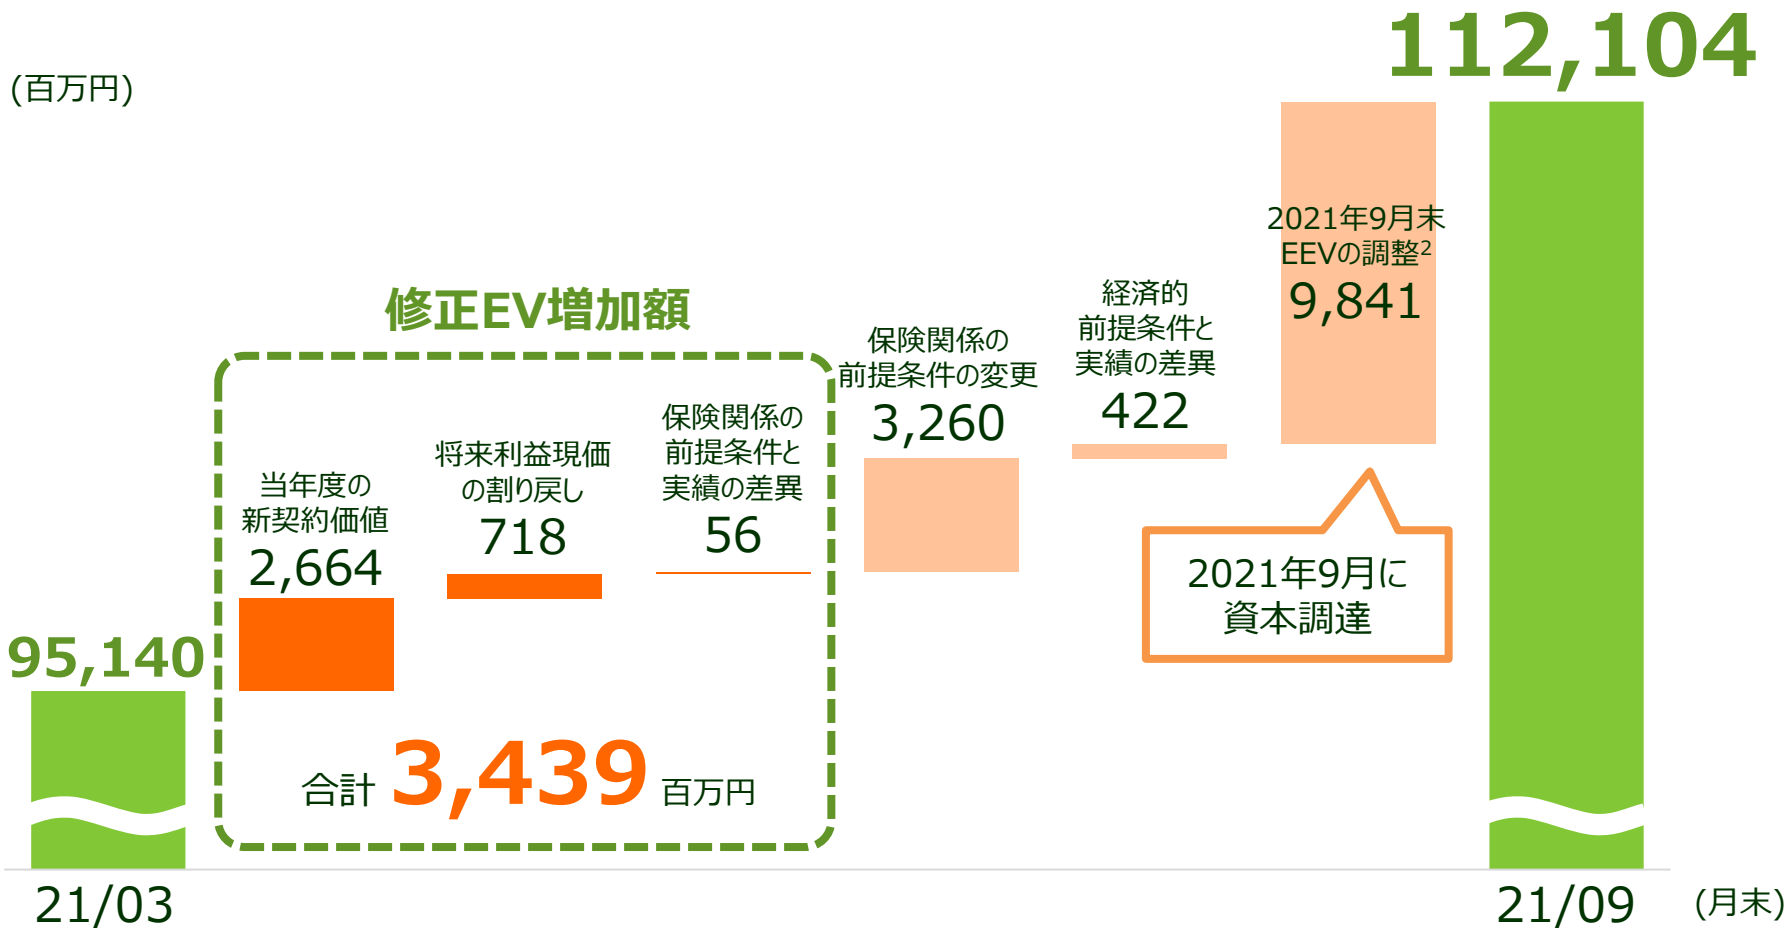 (百万円)
112,104
95,140
修正EV増加額
当年度の
新契約価値
2,664
将来利益現価
の割り戻し
718
保険関係の
前提条件と
実績の差異
56
合計 3,439 百万円
保険関係の
前提条件の変更
3,260
経済的
前提条件と
実績の差異
422
2021年9月末
EEVの調整²
9,841
2021年9月に
資本調達
21/03
21/09
(月末)